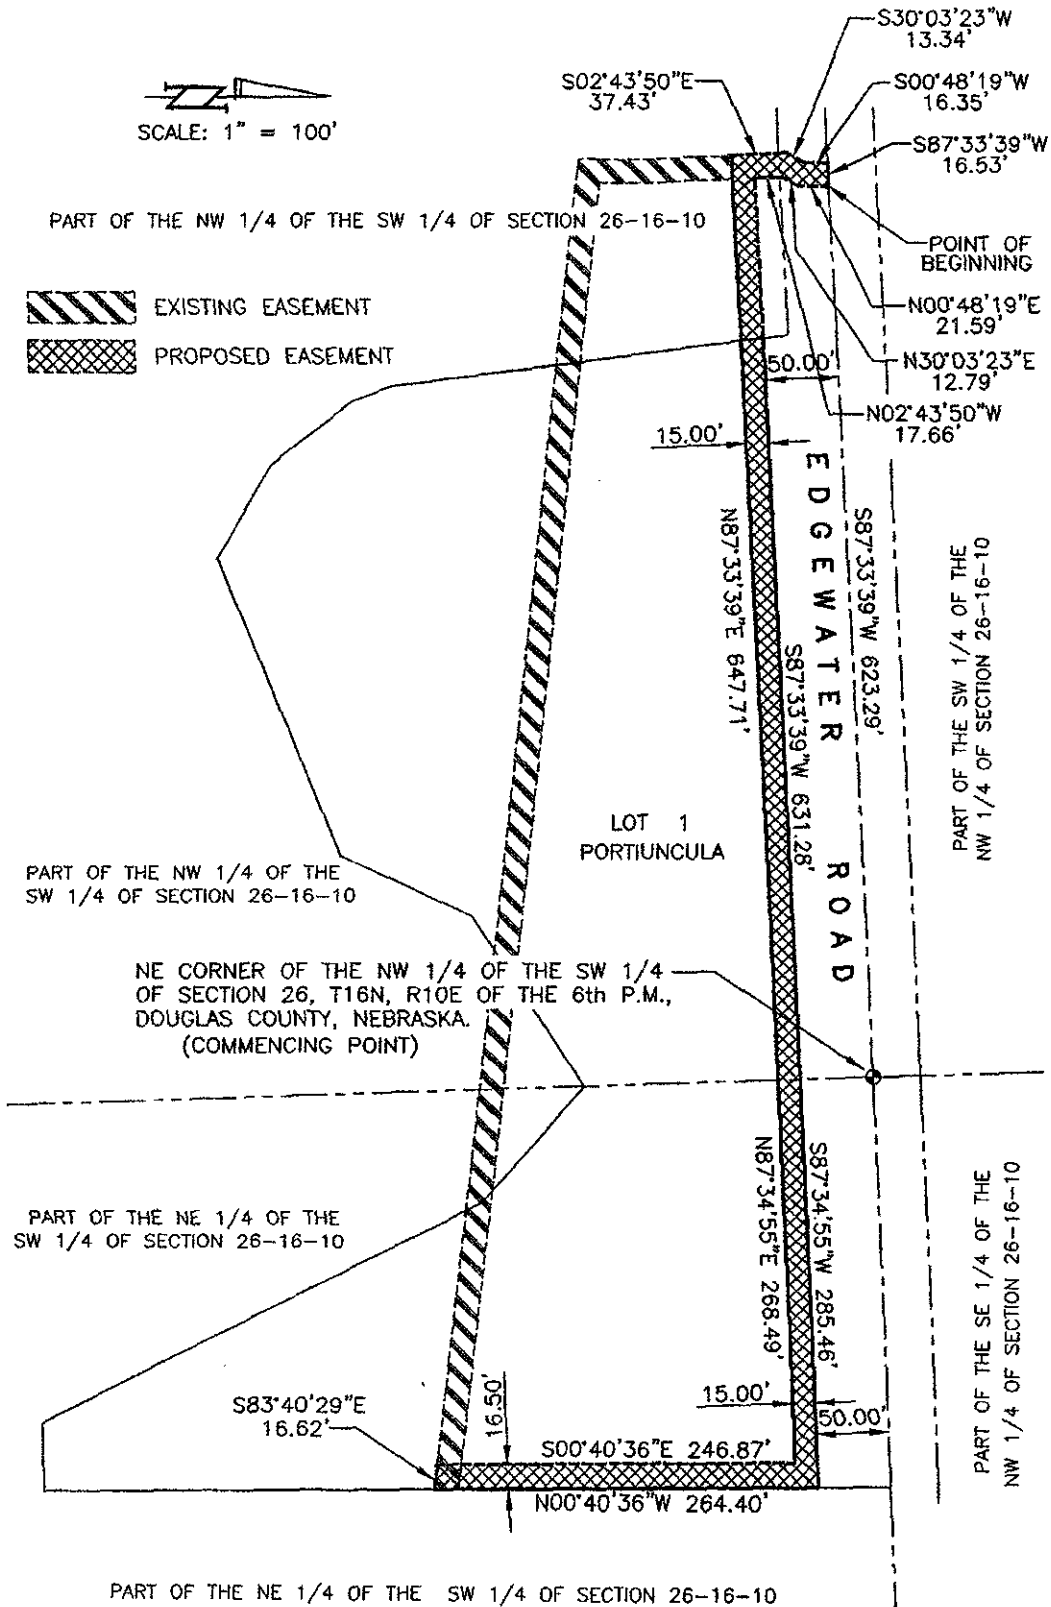 S30°03'23"W
13.34'
S02°43'50"E
37.43'
S00°48'19"W
16.35'
SCALE: 1" = 100'
S87°33'39"W
16.53'
PART OF THE NW 1/4 OF THE SW 1/4 OF SECTION 26-16-10
POINT OF
BEGINNING
EXISTING EASEMENT
N00°48'19"E
21.59'
PROPOSED EASEMENT
50.00'
N30°03'23"E
12.79'
N02°43'50"W
17.66'
15.00'
EDGEWATER ROAD
N87°33'39"E 647.71'
S87°33'39"W 631.28'
S87°33'39"W 623.29'
PART OF THE SW 1/4 OF THE
NW 1/4 OF SECTION 26-16-10
LOT 1
PORTIUNCULA
PART OF THE NW 1/4 OF THE
SW 1/4 OF SECTION 26-16-10
NE CORNER OF THE NW 1/4 OF THE SW 1/4
OF SECTION 26, T16N, R10E OF THE 6th P.M.,
DOUGLAS COUNTY, NEBRASKA.
(COMMENCING POINT)
N87°34'55"E 268.49'
S87°34'55"W 285.46'
PART OF THE SE 1/4 OF THE
NW 1/4 OF SECTION 26-16-10
PART OF THE NE 1/4 OF THE
SW 1/4 OF SECTION 26-16-10
S83°40'29"E
16.62'
16.50'
15.00'
50.00'
S00°40'36"E 246.87'
N00°40'36"W 264.40'
PART OF THE NE 1/4 OF THE SW 1/4 OF SECTION 26-16-10